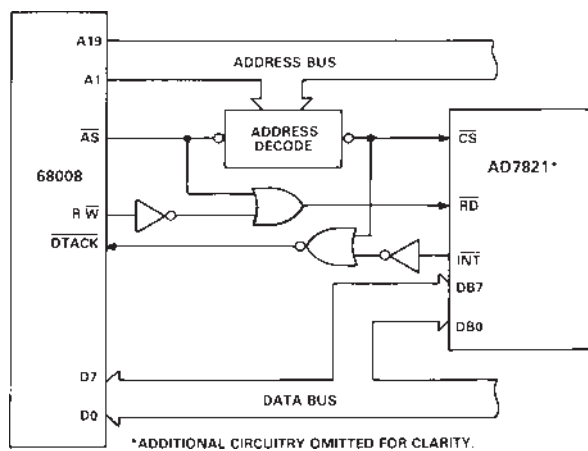 A19
ADDRESS BUS
A1
ADDRESS
DECODE
AS
CS
AD7821*
68008
R W
RD
DTACK
INT
DB7
DB0
D7
DATA BUS
D0
*ADDITIONAL CIRCUITRY OMITTED FOR CLARITY.